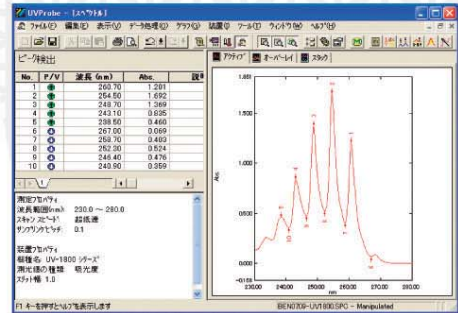 UVProbe - [スペクトル]
ファイル(F) 編集(E) 表示(V) データ処理(O) グラフ(G) 装置(I) ツール(T) ウィンドウ(W) ヘルプ(H)
ピーク検出
No. P/V 波長 (nm) Abs. 説明
1 260.70 1.201
2 254.50 1.692
3 248.70 1.369
4 243.10 0.835
5 238.50 0.460
6 267.00 0.069
7 258.70 0.403
8 252.30 0.524
9 246.40 0.476
10 240.90 0.359
測定プロパティ
波長範囲(nm): 230.0 ～ 280.0
スキャンスピード: 超低速
サンプリングピッチ: 0.1
装置プロパティ
機種名: UV-1800 シリーズ
測光値の種類: 吸光度
スリット幅: 1.0
アクティブ オーバーレイ スタック
1.851
1.500
1.000
0.500
0.000
Abs.
230.00 240.00 250.00 260.00 270.00 280.00
nm
F1 キーを押すとヘルプを表示します
BEN0709-UV1800.SPC - Manipulated